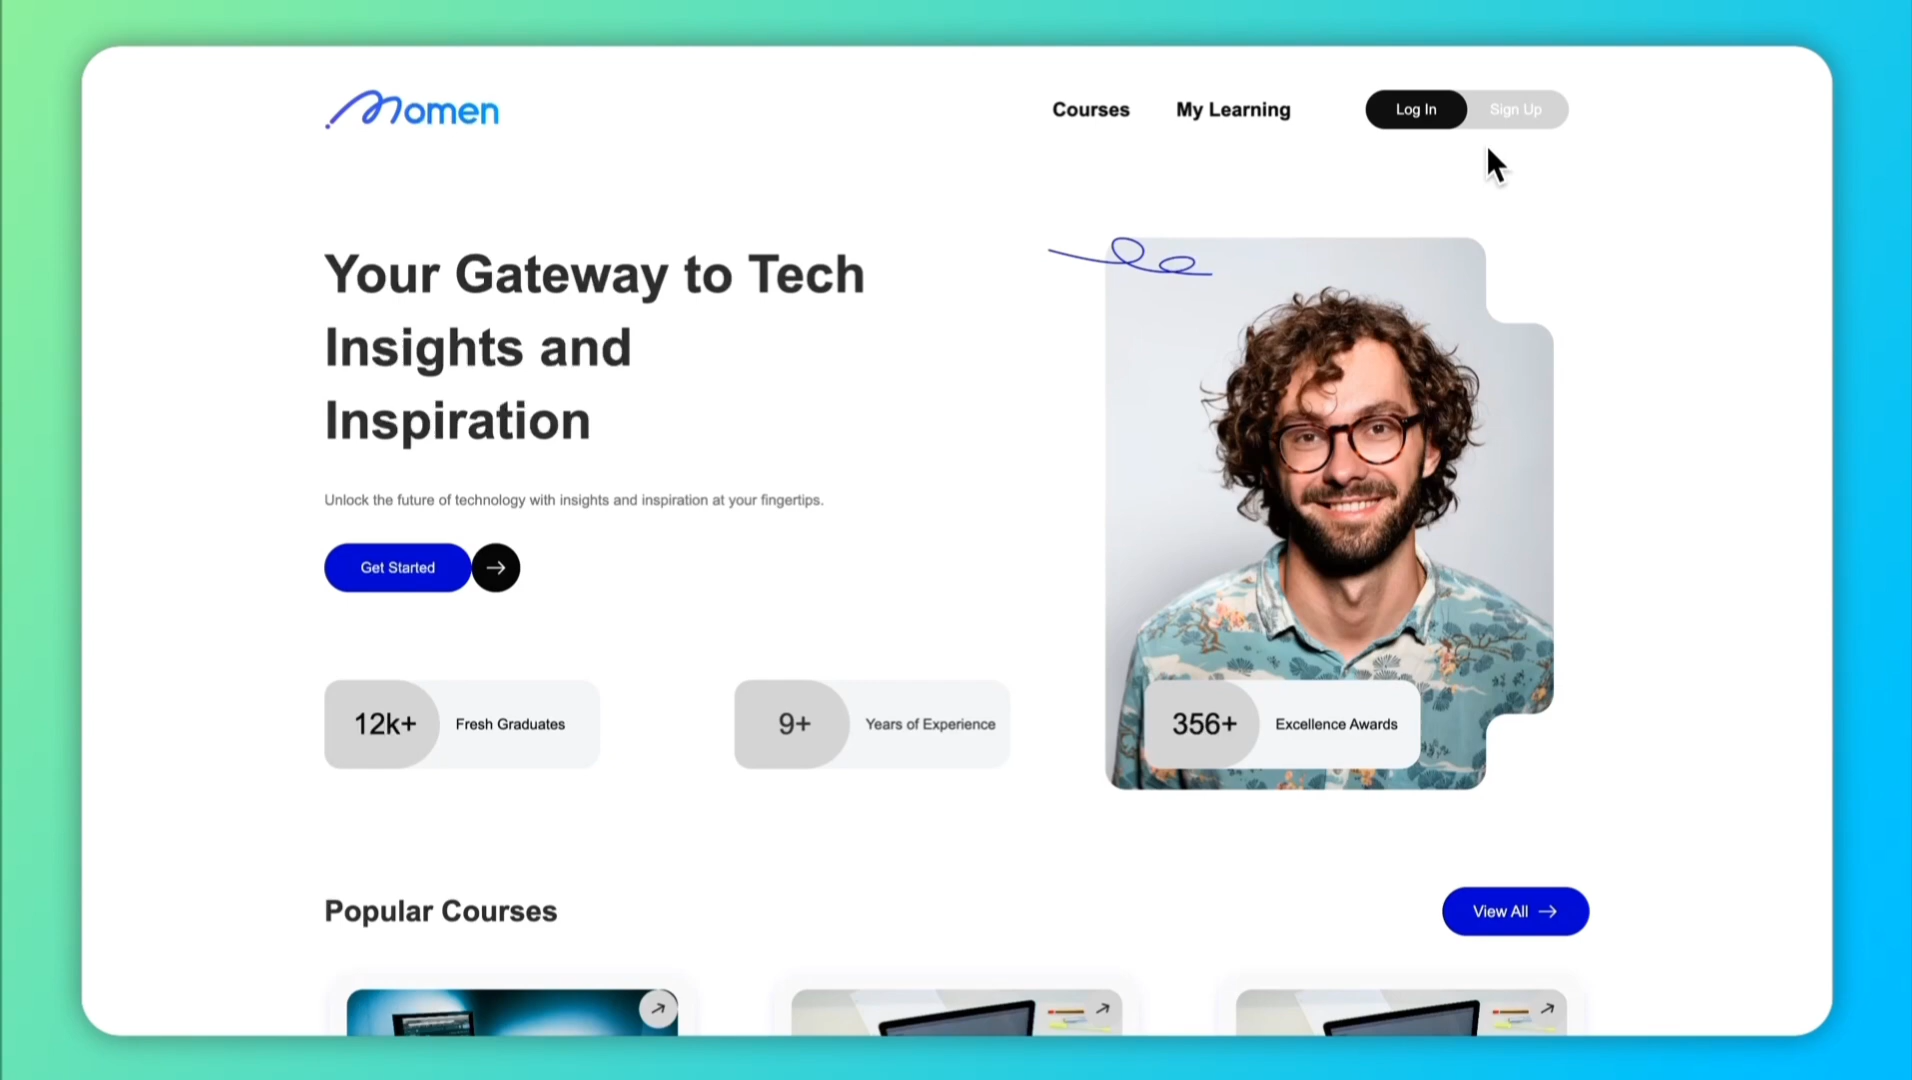 Momen
Courses
My Learning
Log In
Sign Up
Your Gateway to Tech
Insights and
Inspiration
Unlock the future of technology with insights and inspiration at your fingertips.
Get Started
12k+
Fresh Graduates
9+
Years of Experience
356+
Excellence Awards
Popular Courses
View All